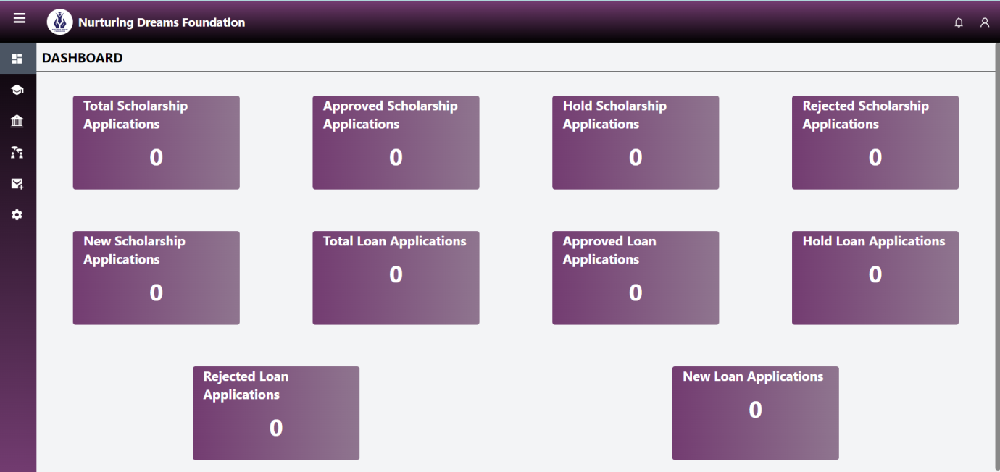 Nurturing Dreams Foundation
DASHBOARD
Total Scholarship
Applications
0
Approved Scholarship
Applications
0
Hold Scholarship
Applications
0
Rejected Scholarship
Applications
0
New Scholarship
Applications
0
Total Loan Applications
0
Approved Loan
Applications
0
Hold Loan Applications
0
Rejected Loan
Applications
0
New Loan Applications
0